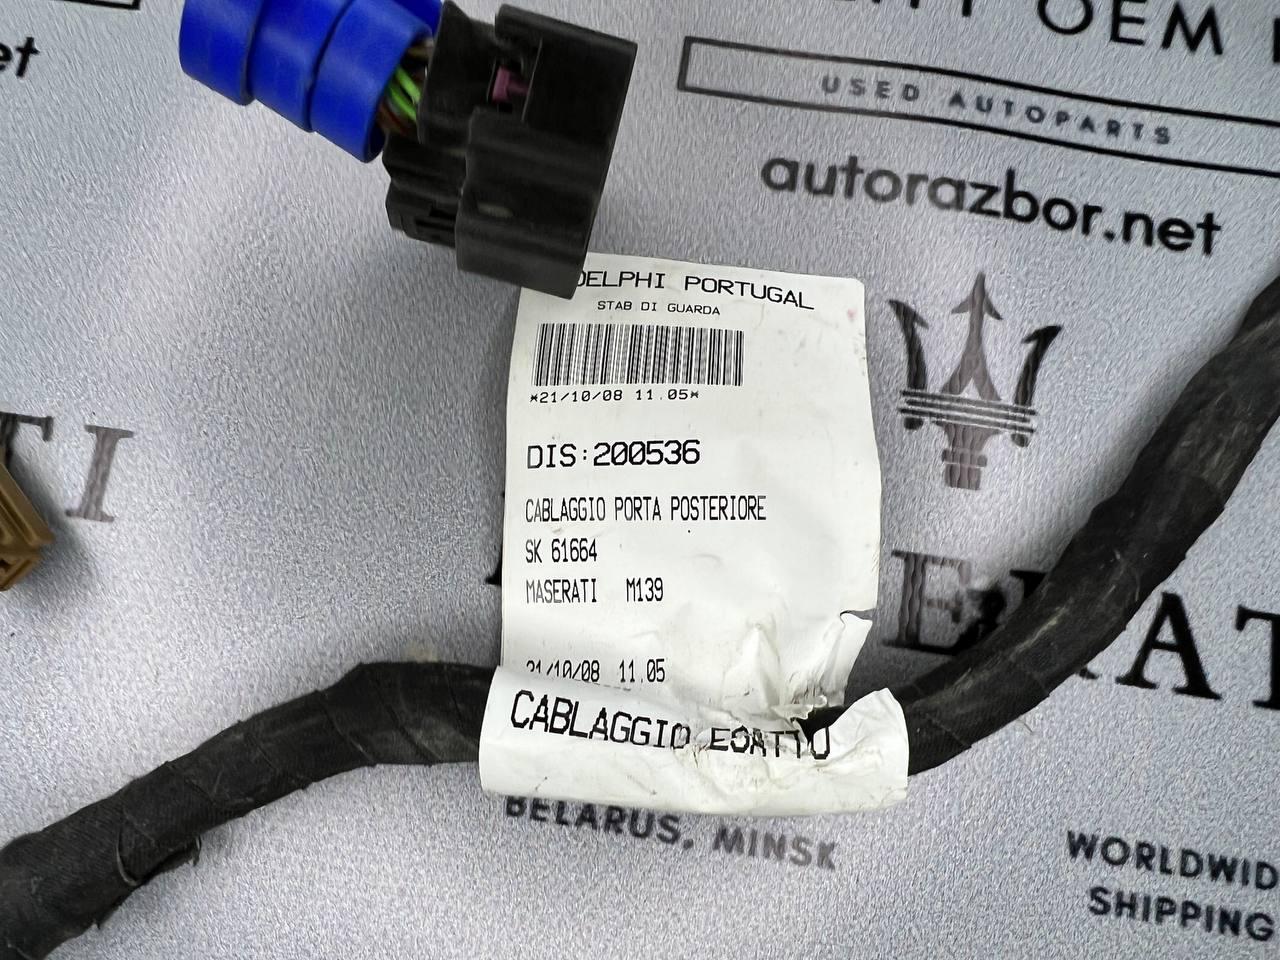 OEM
USED AUTOPARTS
autorazbor.net
DELPHI PORTUGAL
STAB DI GUARDA
*21/10/08 11.05*
DIS:200536
CABLAGGIO PORTA POSTERIORE
SK 61664
MASERATI M139
21/10/08 11.05
CABLAGGIO ESATTO
BELARUS, MINSK
WORLDWID
SHIPPING